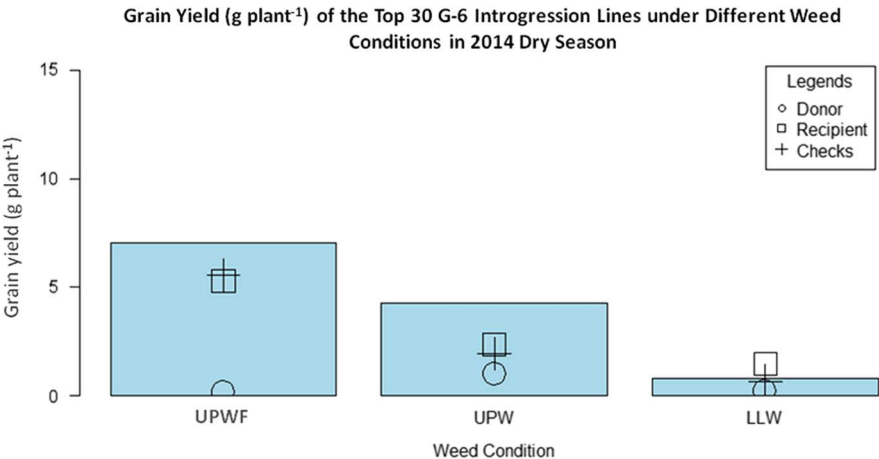 Grain Yield (g plant⁻¹) of the Top 30 G-6 Introgression Lines under Different Weed
Conditions in 2014 Dry Season
Legends
Donor
Recipient
Checks
Grain yield (g plant⁻¹)
15
10
5
0
UPWF
UPW
LLW
Weed Condition